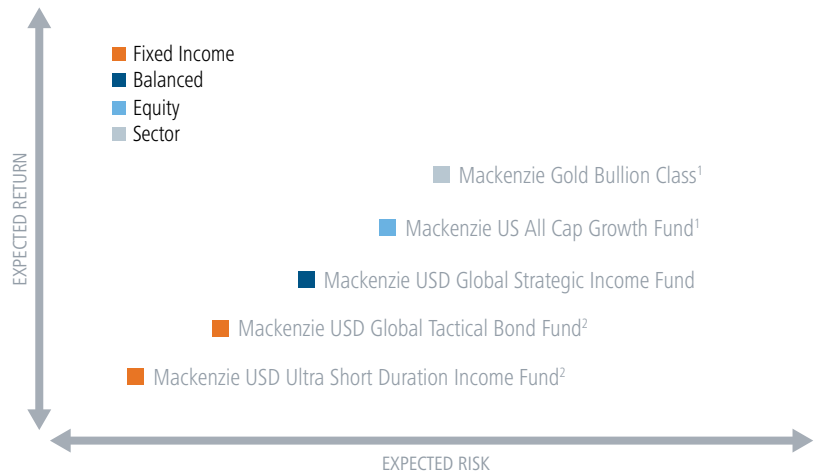 Fixed Income
Balanced
Equity
Sector
EXPECTED RETURN
Mackenzie Gold Bullion Class¹
Mackenzie US All Cap Growth Fund¹
Mackenzie USD Global Strategic Income Fund
Mackenzie USD Global Tactical Bond Fund²
Mackenzie USD Ultra Short Duration Income Fund²
EXPECTED RISK